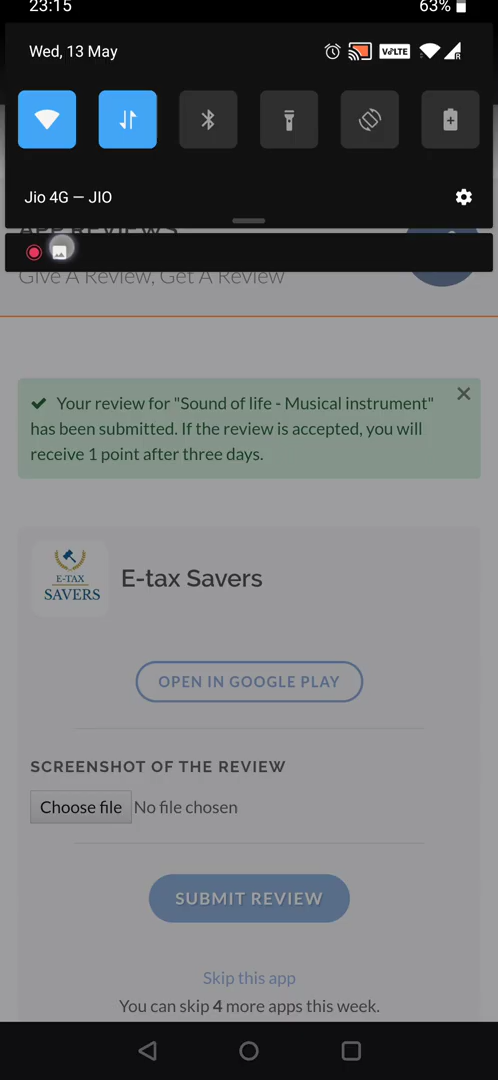 23:15
63%
Wed, 13 May
VoLTE
R
Jio 4G — JIO
APP REVIEWS
Give A Review, Get A Review
Your review for "Sound of life - Musical instrument"
has been submitted. If the review is accepted, you will
receive 1 point after three days.
E-TAX
SAVERS
E-tax Savers
OPEN IN GOOGLE PLAY
SCREENSHOT OF THE REVIEW
Choose file No file chosen
SUBMIT REVIEW
Skip this app
You can skip 4 more apps this week.